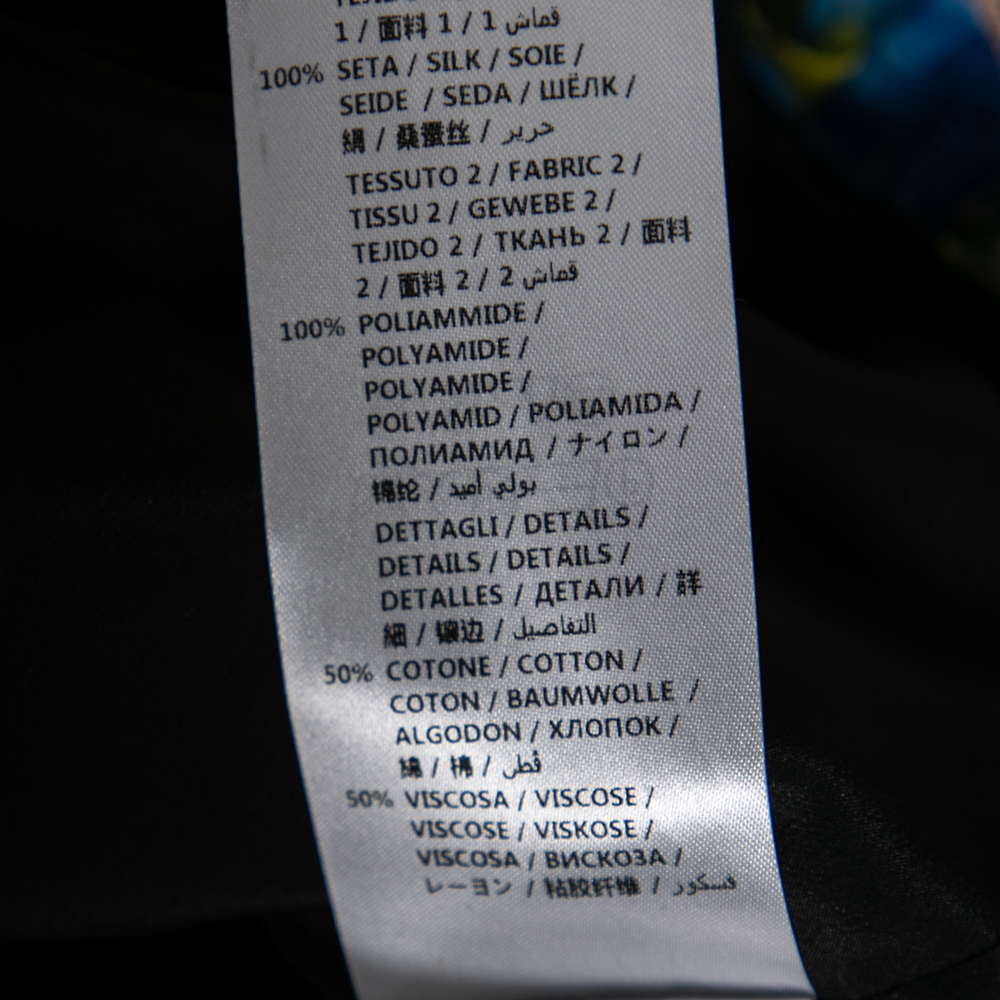 1 / 面料 1 / 1 قماش
100% SETA / SILK / SOIE /
SEIDE / SEDA / ШЁЛК /
絹 / 桑蚕丝 / حرير
TESSUTO 2 / FABRIC 2 /
TISSU 2 / GEWEBE 2 /
TEJIDO 2 / ТКАНЬ 2 / 面料
2 / 面料 2 / 2 قماش
100% POLIAMMIDE /
POLYAMIDE /
POLYAMIDE /
POLYAMID / POLIAMIDA /
ПОЛИАМИД / ナイロン /
锦纶 / بولي أميد
DETTAGLI / DETAILS /
DETAILS / DETAILS /
DETALLES / ДЕТАЛИ / 詳
細 / 镶边 / التفاصيل
50% COTONE / COTTON /
COTON / BAUMWOLLE /
ALGODON / ХЛОПОК /
綿 / 棉 / قطن
50% VISCOSA / VISCOSE /
VISCOSE / VISKOSE /
VISCOSA / ВИСКОЗА /
レーヨン / 粘胶纤维 / فسكور